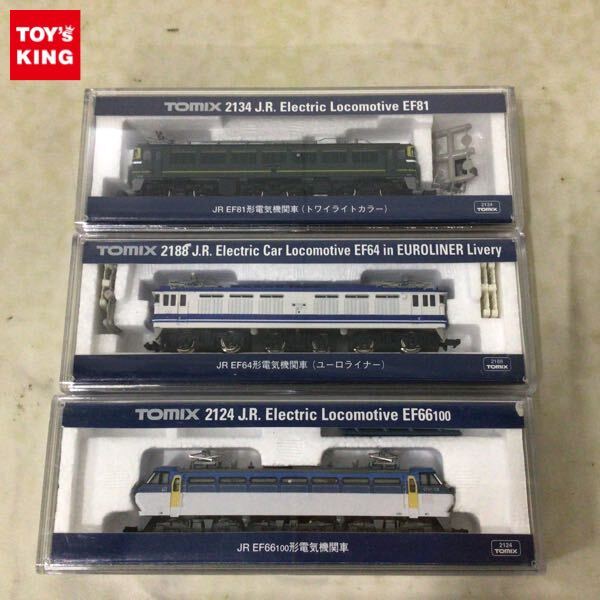 TOY's
KING
TOMIX 2134 J.R. Electric Locomotive EF81
JR EF81形電気機関車(トワイライトカラー)
2134
TOMIX
TOMIX 2188 J.R. Electric Car Locomotive EF64 in EUROLINER Livery
JR EF64形電気機関車(ユーロライナー)
2188
TOMIX
TOMIX 2124 J.R. Electric Locomotive EF66100
JR EF66100形電気機関車
2124
TOMIX